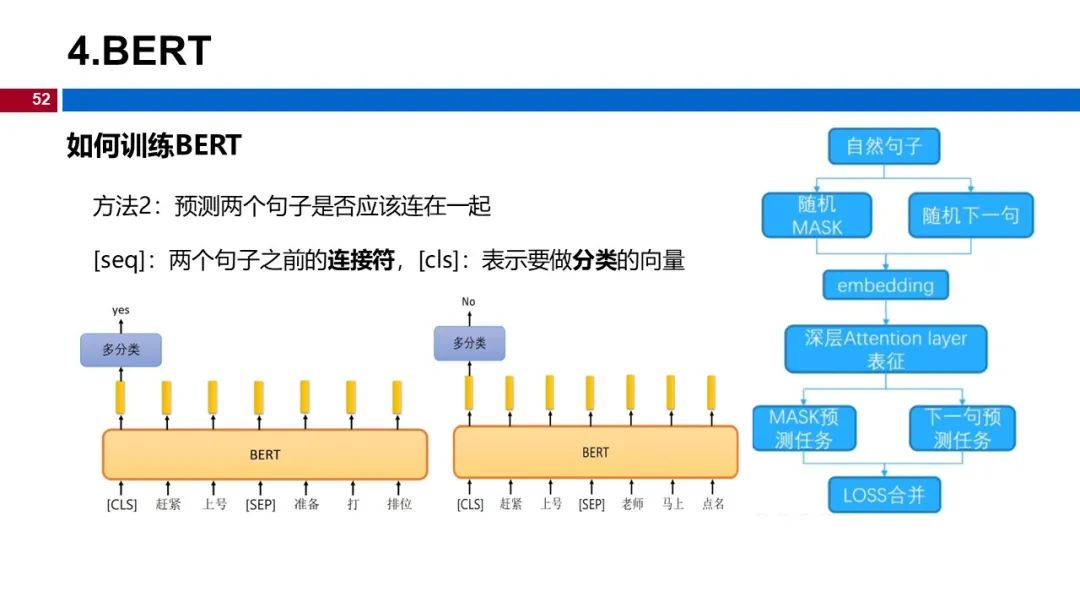 4.BERT
52
如何训练BERT
方法2：预测两个句子是否应该连在一起
[seq]：两个句子之前的连接符，[cls]：表示要做分类的向量
yes
多分类
BERT
[CLS] 赶紧 上号 [SEP] 准备 打 排位
No
多分类
BERT
[CLS] 赶紧 上号 [SEP] 老师 马上 点名
自然句子
随机
MASK
随机下一句
embedding
深层Attention layer
表征
MASK预
测任务
下一句预
测任务
LOSS合并